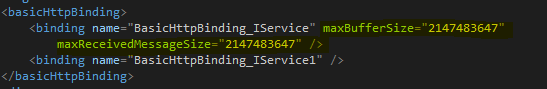 <basicHttpBinding>
<binding name="BasicHttpBinding_IService" maxBufferSize="2147483647"
maxReceivedMessageSize="2147483647" />
<binding name="BasicHttpBinding_IService1" />
</basicHttpBinding>